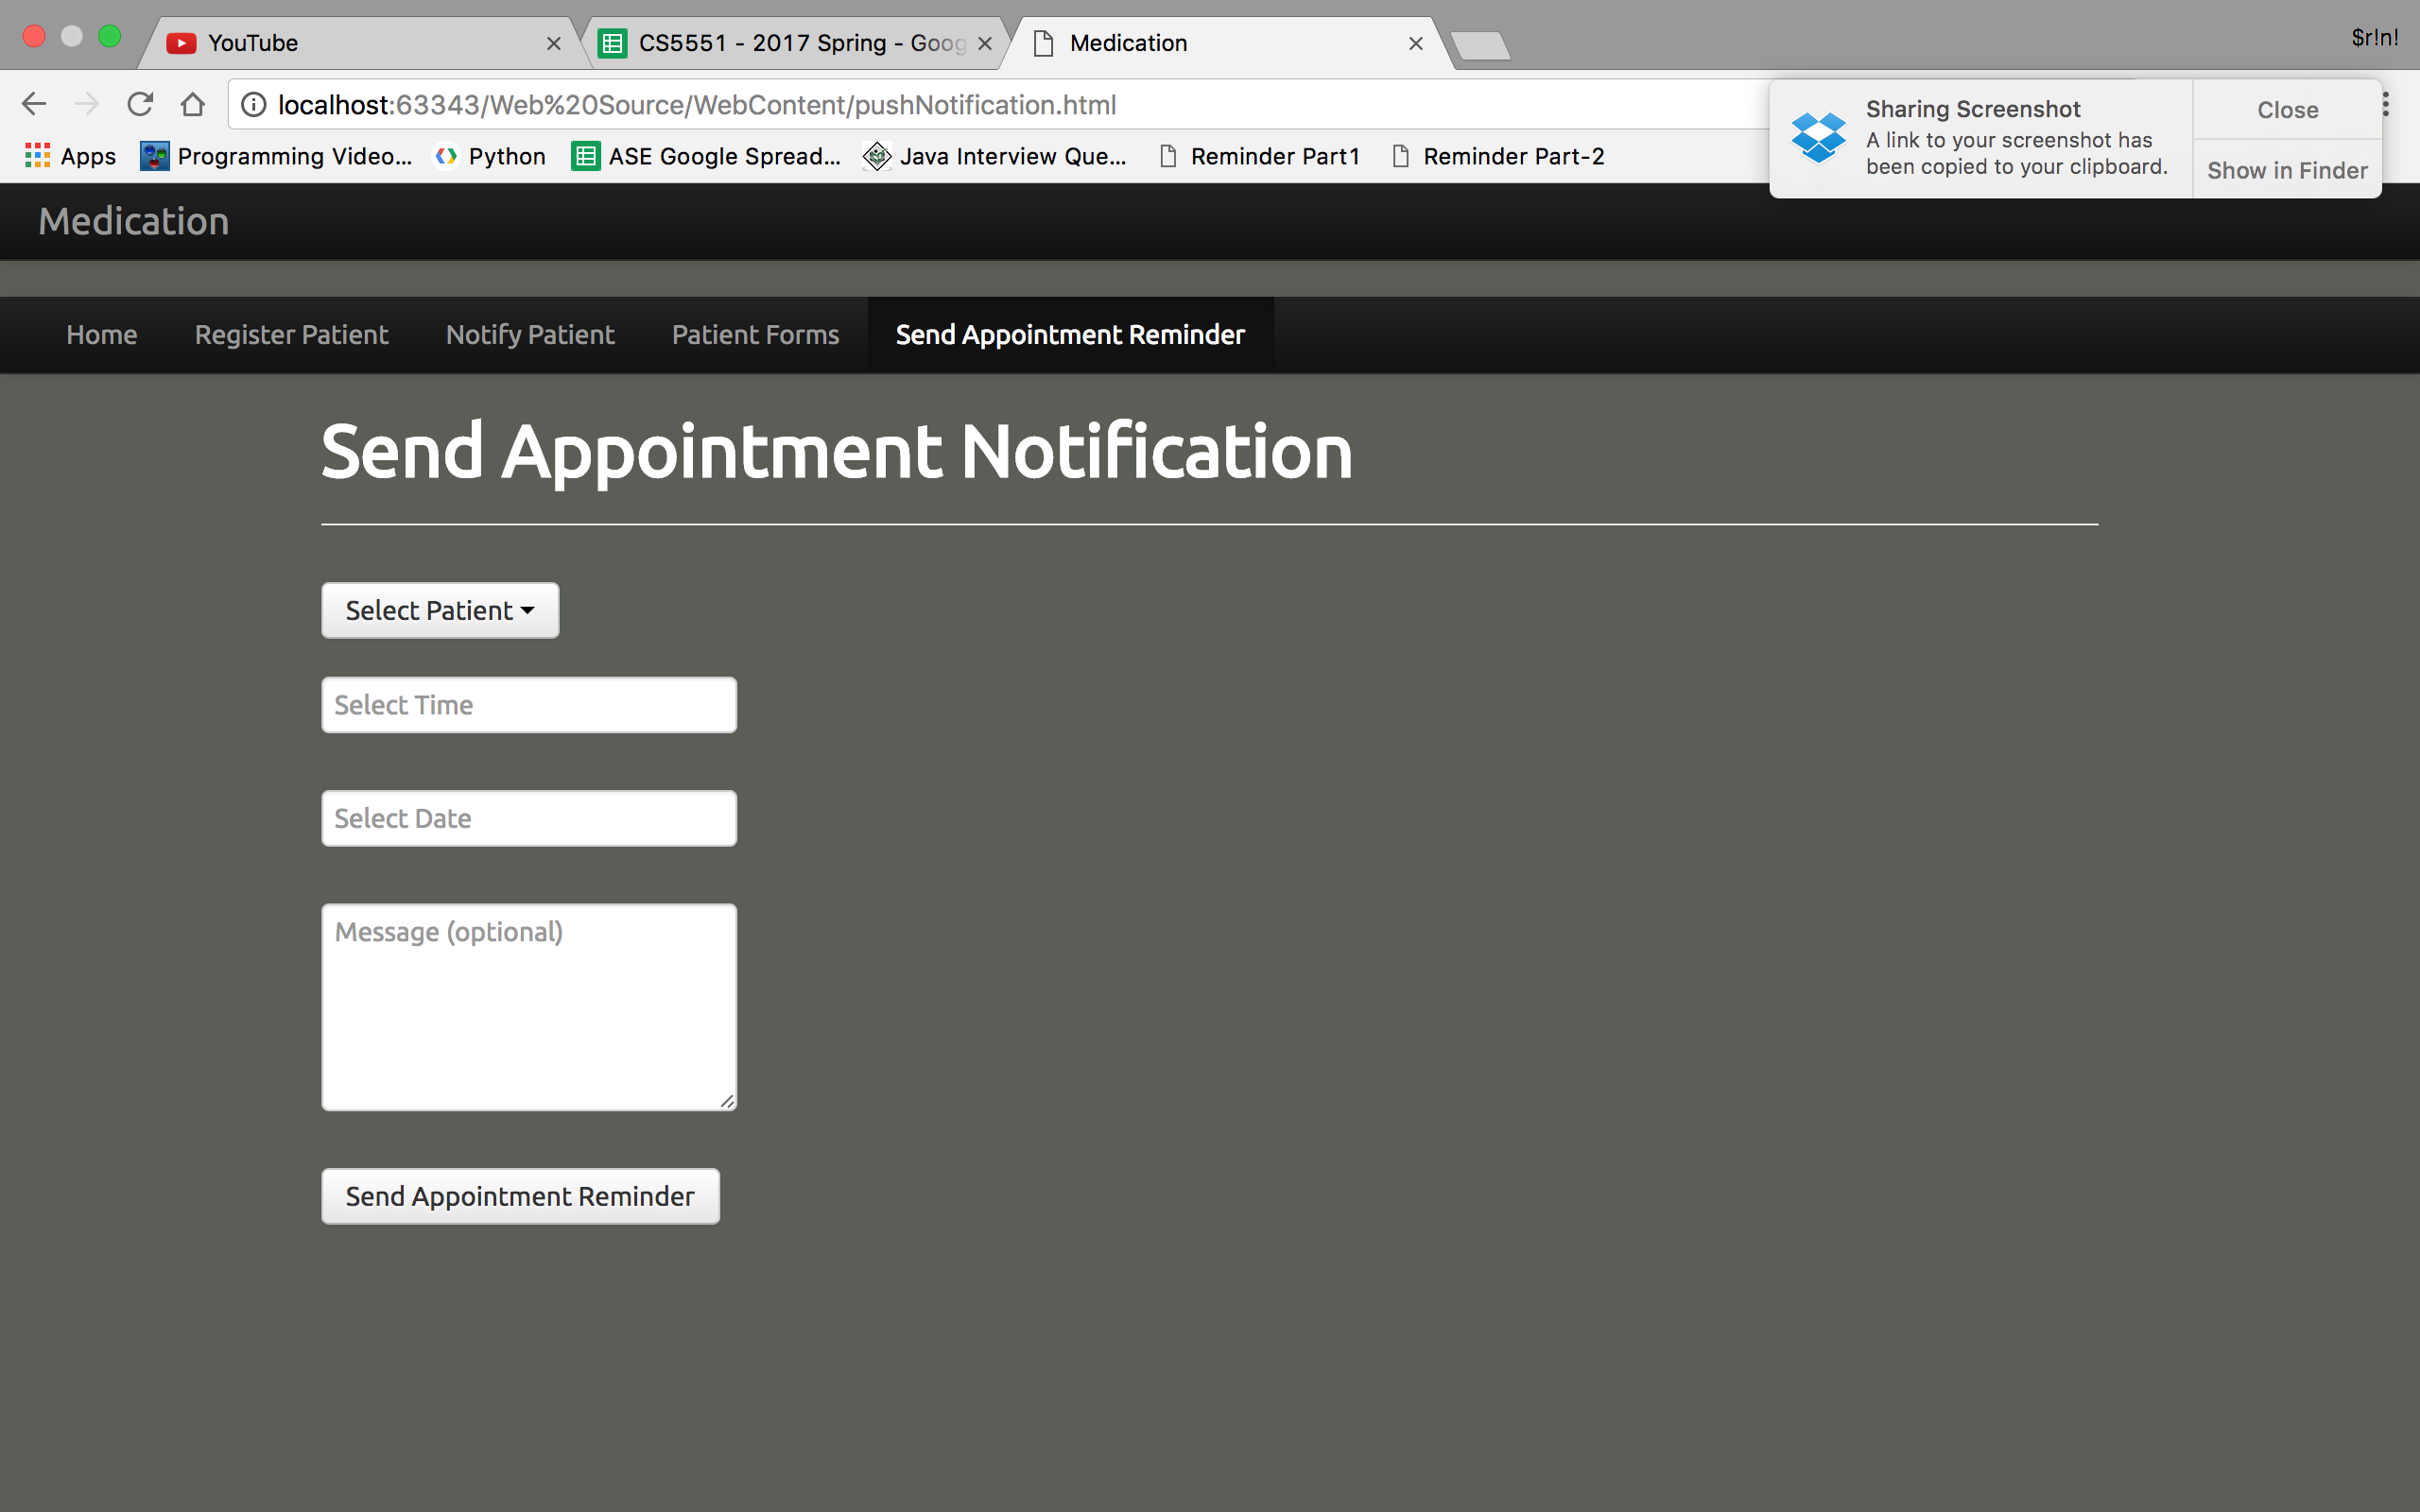 YouTube
CS5551 - 2017 Spring - Goog
Medication
$r!n!
localhost:63343/Web%20Source/WebContent/pushNotification.html
Sharing Screenshot
A link to your screenshot has
been copied to your clipboard.
Close
Show in Finder
Apps
Programming Video...
Python
ASE Google Spread...
Java Interview Que...
Reminder Part1
Reminder Part-2
Medication
Home
Register Patient
Notify Patient
Patient Forms
Send Appointment Reminder
Send Appointment Notification
Select Patient
Select Time
Select Date
Message (optional)
Send Appointment Reminder